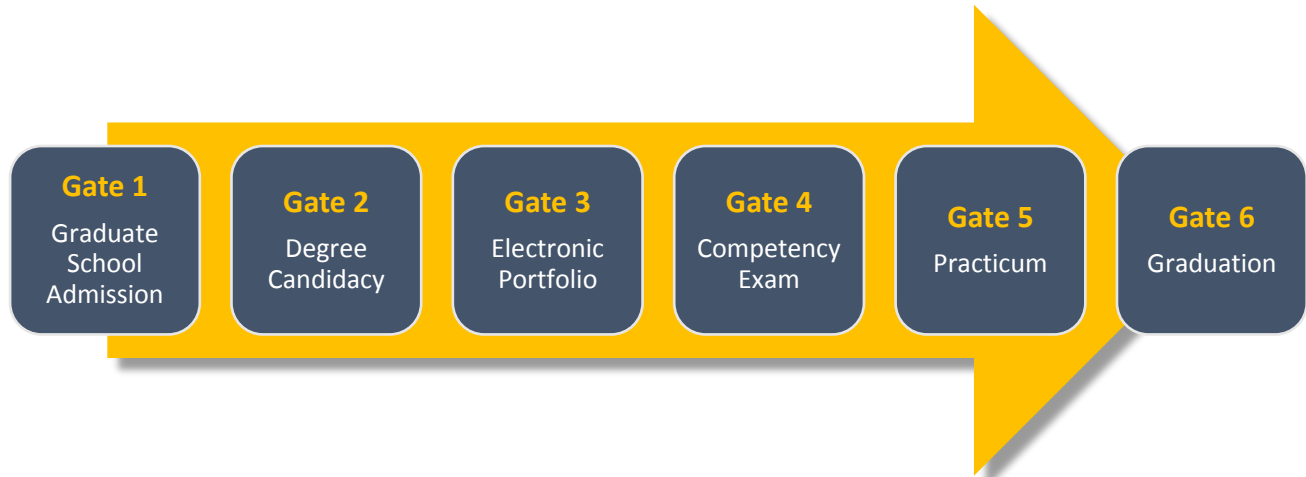 Gate 1
Graduate
School
Admission
Gate 2
Degree
Candidacy
Gate 3
Electronic
Portfolio
Gate 4
Competency
Exam
Gate 5
Practicum
Gate 6
Graduation